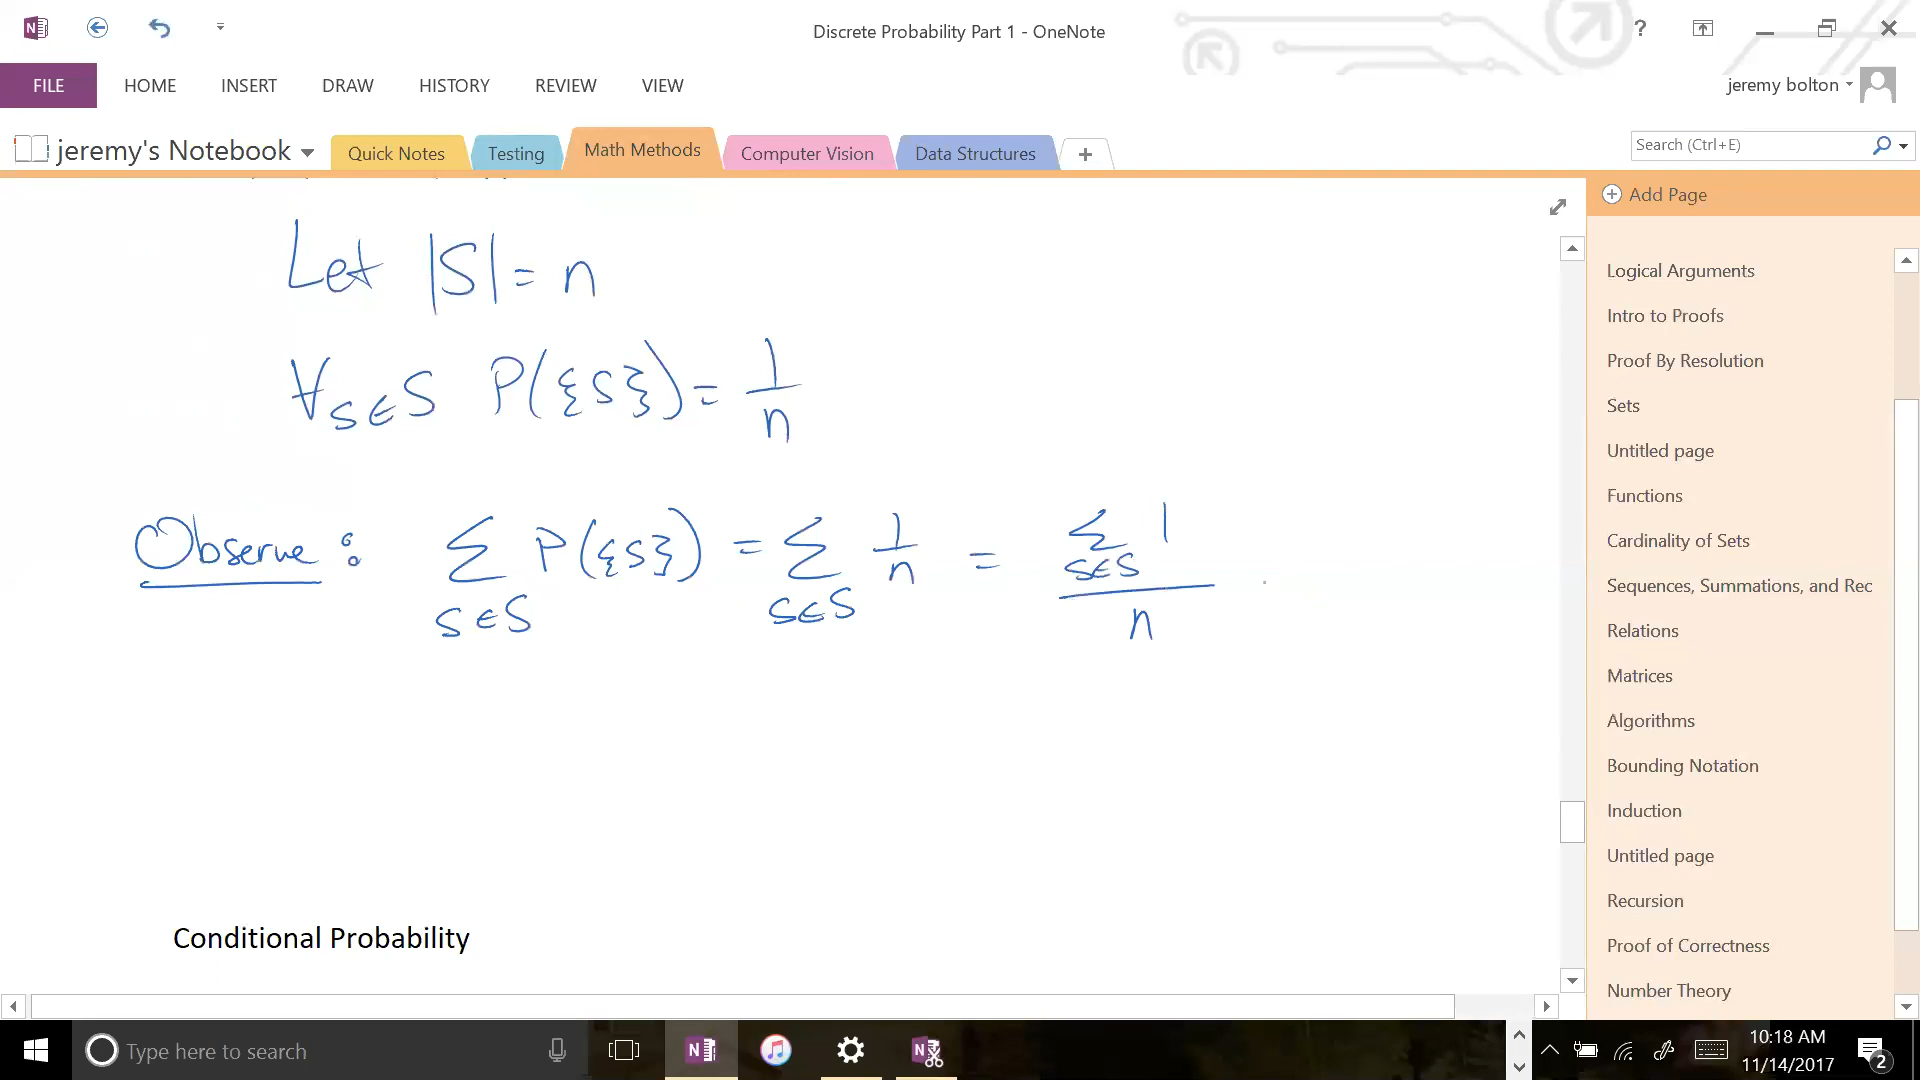 Discrete Probability Part 1 - OneNote
?
FILE HOME INSERT DRAW HISTORY REVIEW VIEW
jeremy bolton
jeremy's Notebook
Quick Notes
Testing
Math Methods
Computer Vision
Data Structures
+
Search (Ctrl+E)
Add Page
Let |S| = n
∀s∈S P({s}) = 1/n
Observe: ∑_{s∈S} P({s}) = ∑_{s∈S} 1/n = (∑_{s∈S} 1)/n
Conditional Probability
Logical Arguments
Intro to Proofs
Proof By Resolution
Sets
Untitled page
Functions
Cardinality of Sets
Sequences, Summations, and Rec
Relations
Matrices
Algorithms
Bounding Notation
Induction
Untitled page
Recursion
Proof of Correctness
Number Theory
Type here to search
10:18 AM
11/14/2017
2